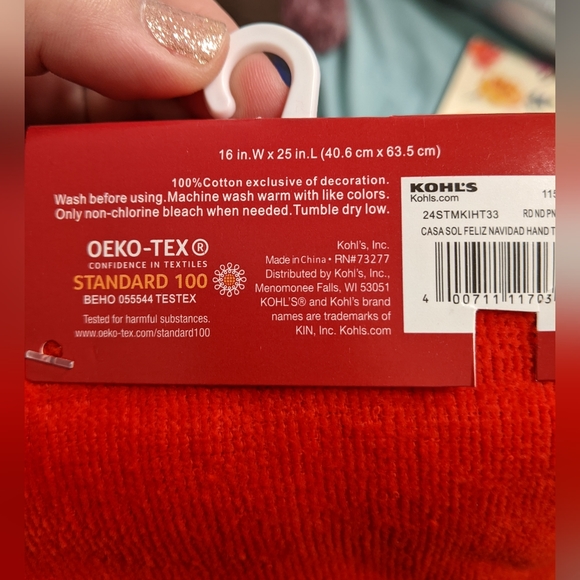 16 in.W x 25 in.L (40.6 cm x 63.5 cm)
100%Cotton exclusive of decoration.
Wash before using.Machine wash warm with like colors.
Only non-chlorine bleach when needed.Tumble dry low.
OEKO-TEX®
CONFIDENCE IN TEXTILES
STANDARD 100
BEHO 055544 TESTEX
Tested for harmful substances.
www.oeko-tex.com/standard100
Kohl's, Inc.
Made in China • RN#73277
Distributed by Kohl's, Inc.,
Menomonee Falls, WI 53051
KOHL'S® and Kohl's brand
names are trademarks of
KIN, Inc. Kohls.com
KOHL'S
Kohls.com 115
24STMKIHT33 RD ND PN
CASA SOL FELIZ NAVIDAD HAND T
4 00711 11703